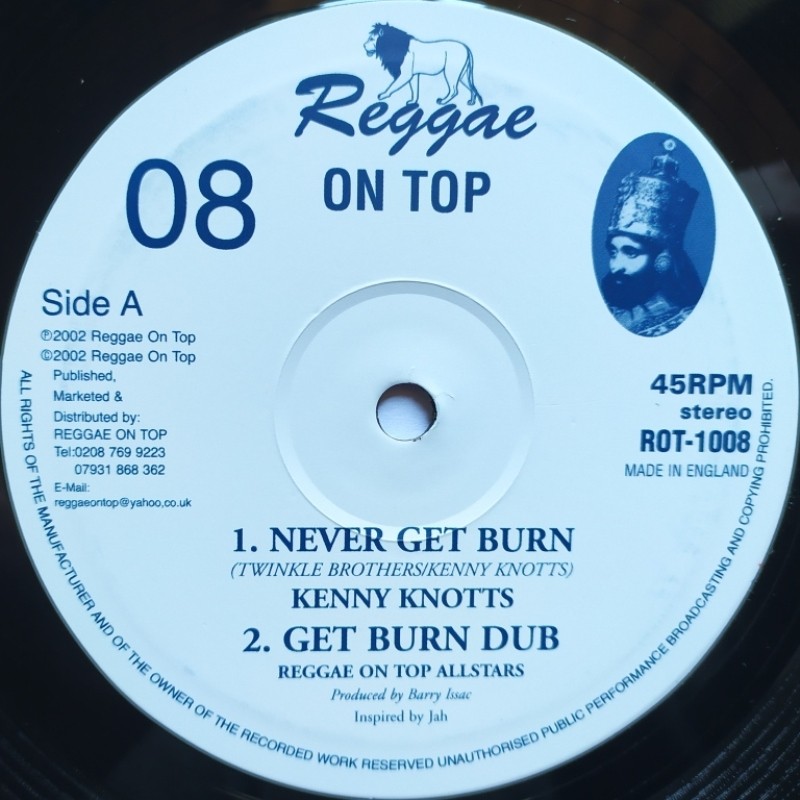 Reggae
ON TOP
08
Side A
℗2002 Reggae On Top
©2002 Reggae On Top
Published,
Marketed &
Distributed by:
REGGAE ON TOP
Tel:0208 769 9223
07931 868 362
E-Mail:
reggaeontop@yahoo,co.uk
45RPM
stereo
ROT-1008
MADE IN ENGLAND
1. NEVER GET BURN
(TWINKLE BROTHERS/KENNY KNOTTS)
KENNY KNOTTS
2. GET BURN DUB
REGGAE ON TOP ALLSTARS
Produced by Barry Issac
Inspired by Jah
ALL RIGHTS OF THE MANUFACTURER AND OF THE OWNER OF THE RECORDED WORK RESERVED UNAUTHORISED PUBLIC PERFORMANCE BROADCASTING AND COPYING PROHIBITED.